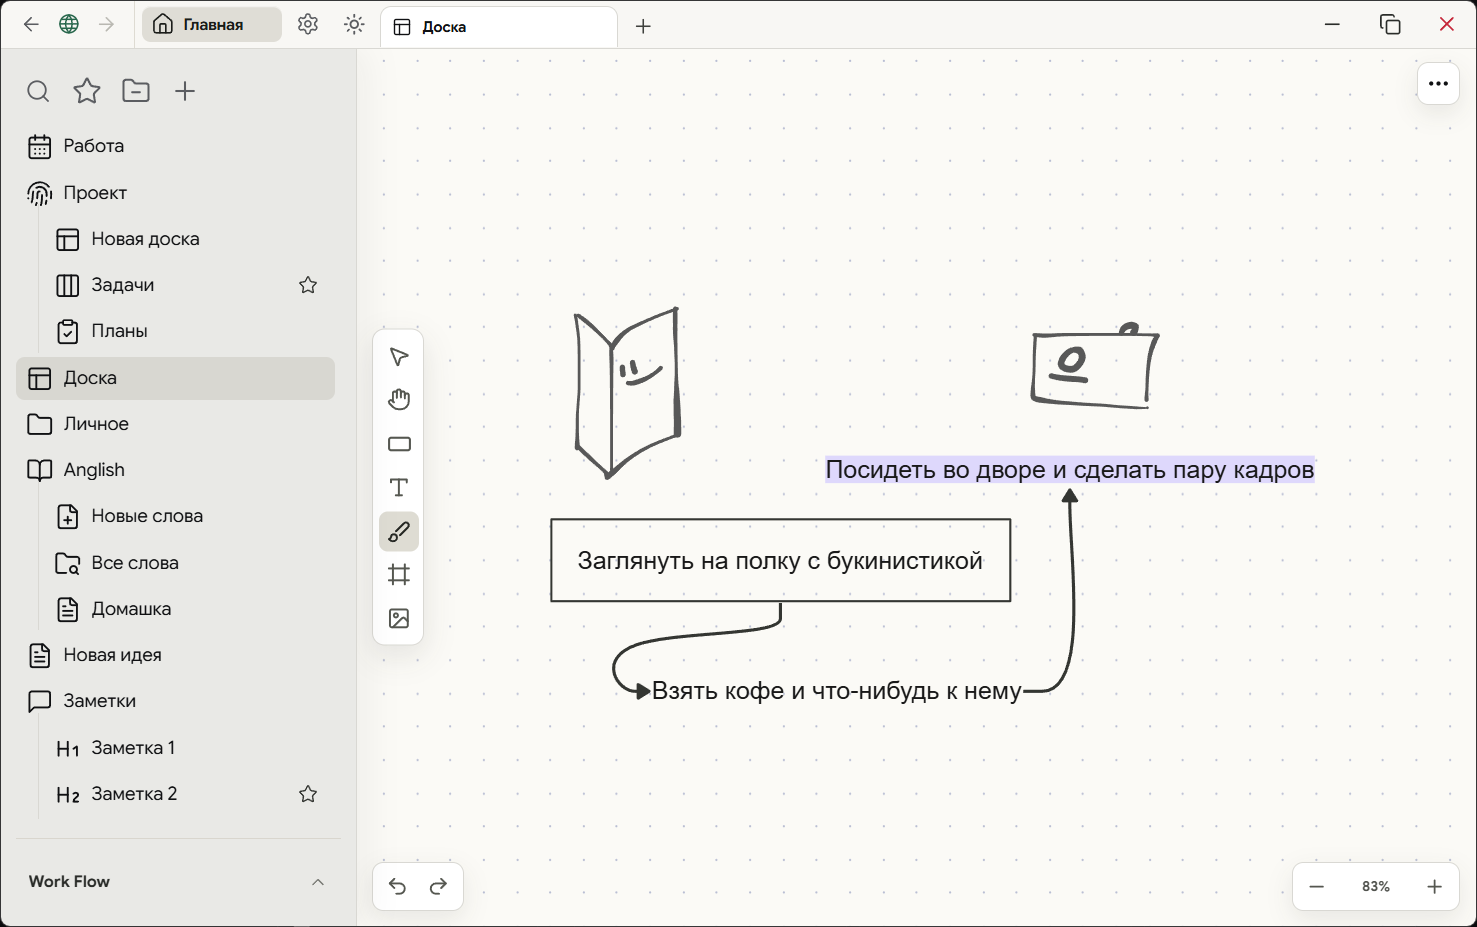 Главная
Доска
Работа
Проект
Новая доска
Задачи
Планы
Доска
Личное
Anglish
Новые слова
Все слова
Домашка
Новая идея
Заметки
H1 Заметка 1
H2 Заметка 2
Work Flow
Посидеть во дворе и сделать пару кадров
Заглянуть на полку с букинистикой
Взять кофе и что-нибудь к нему
83%